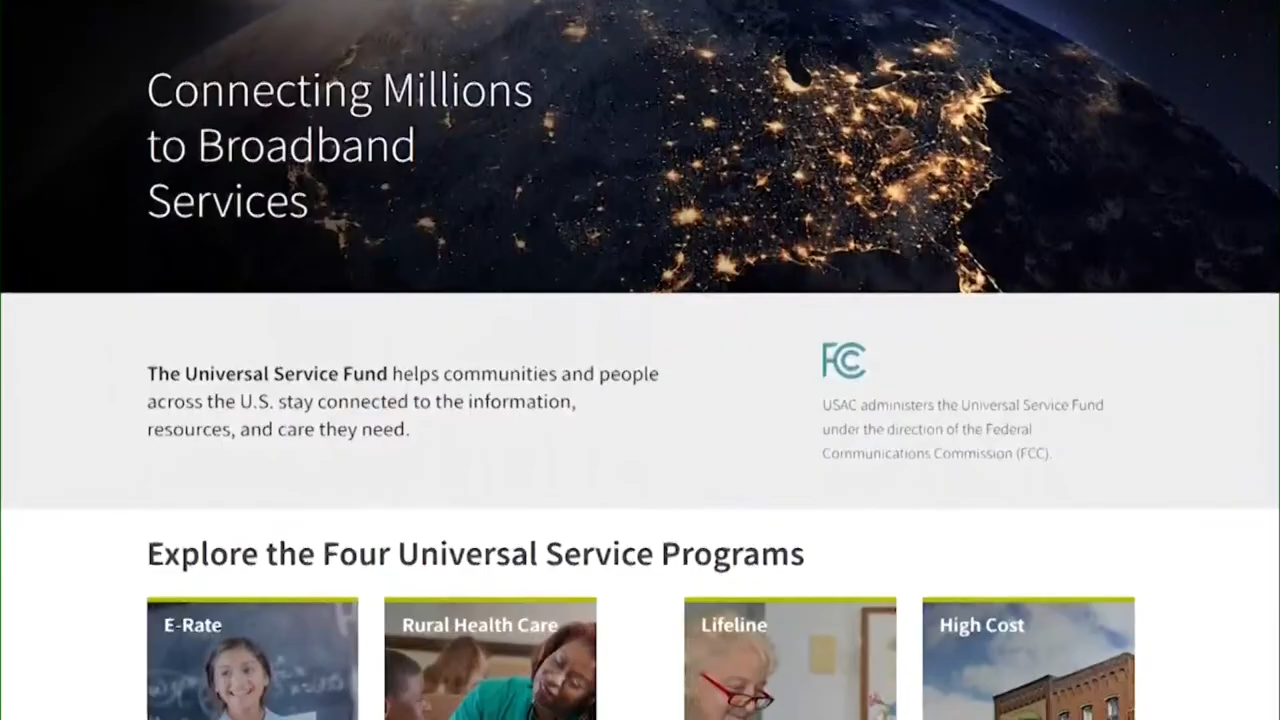 Connecting Millions
to Broadband
Services
The Universal Service Fund helps communities and people
across the U.S. stay connected to the information,
resources, and care they need.
FCC
USAC administers the Universal Service Fund
under the direction of the Federal
Communications Commission (FCC).
Explore the Four Universal Service Programs
E-Rate
Rural Health Care
Lifeline
High Cost